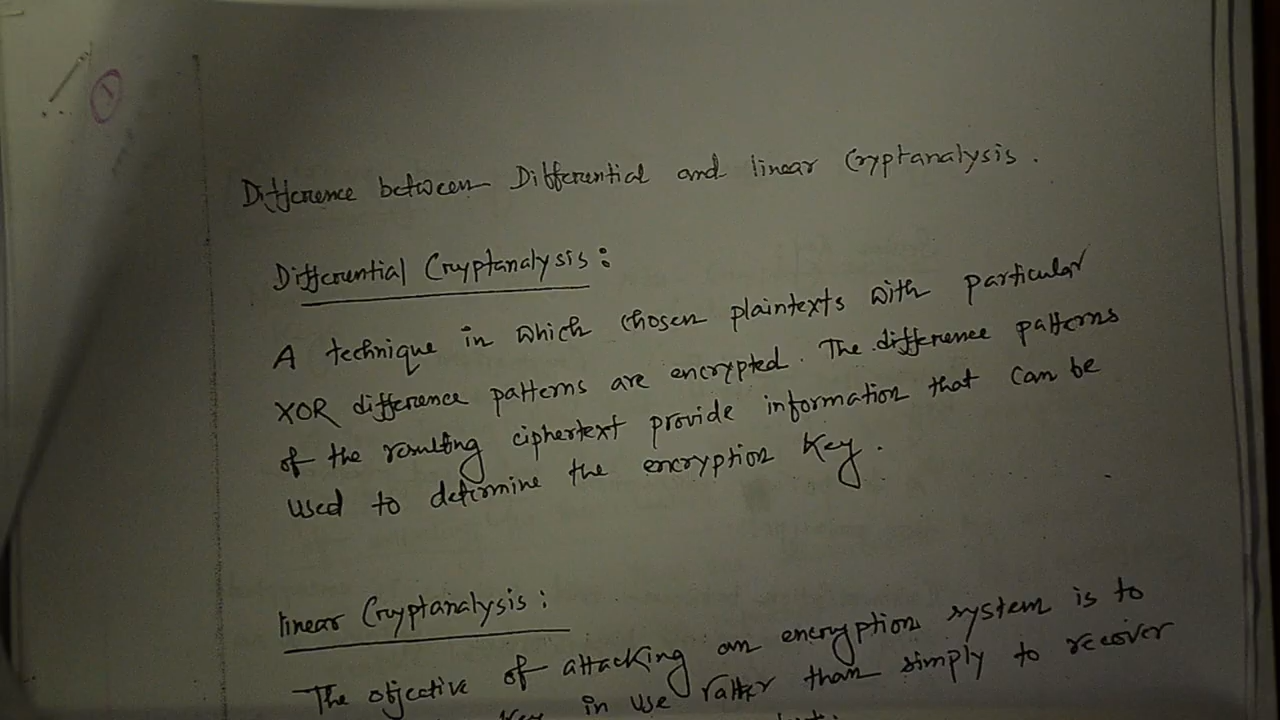 1
Difference between Differential and linear Cryptanalysis.
Differential Cryptanalysis:
A technique in which chosen plaintexts with particular
XOR difference patterns are encrypted. The difference patterns
of the resulting ciphertext provide information that can be
used to determine the encryption Key.
linear Cryptanalysis:
The objective of attacking an encryption system is to
Key in use rather than simply to recover